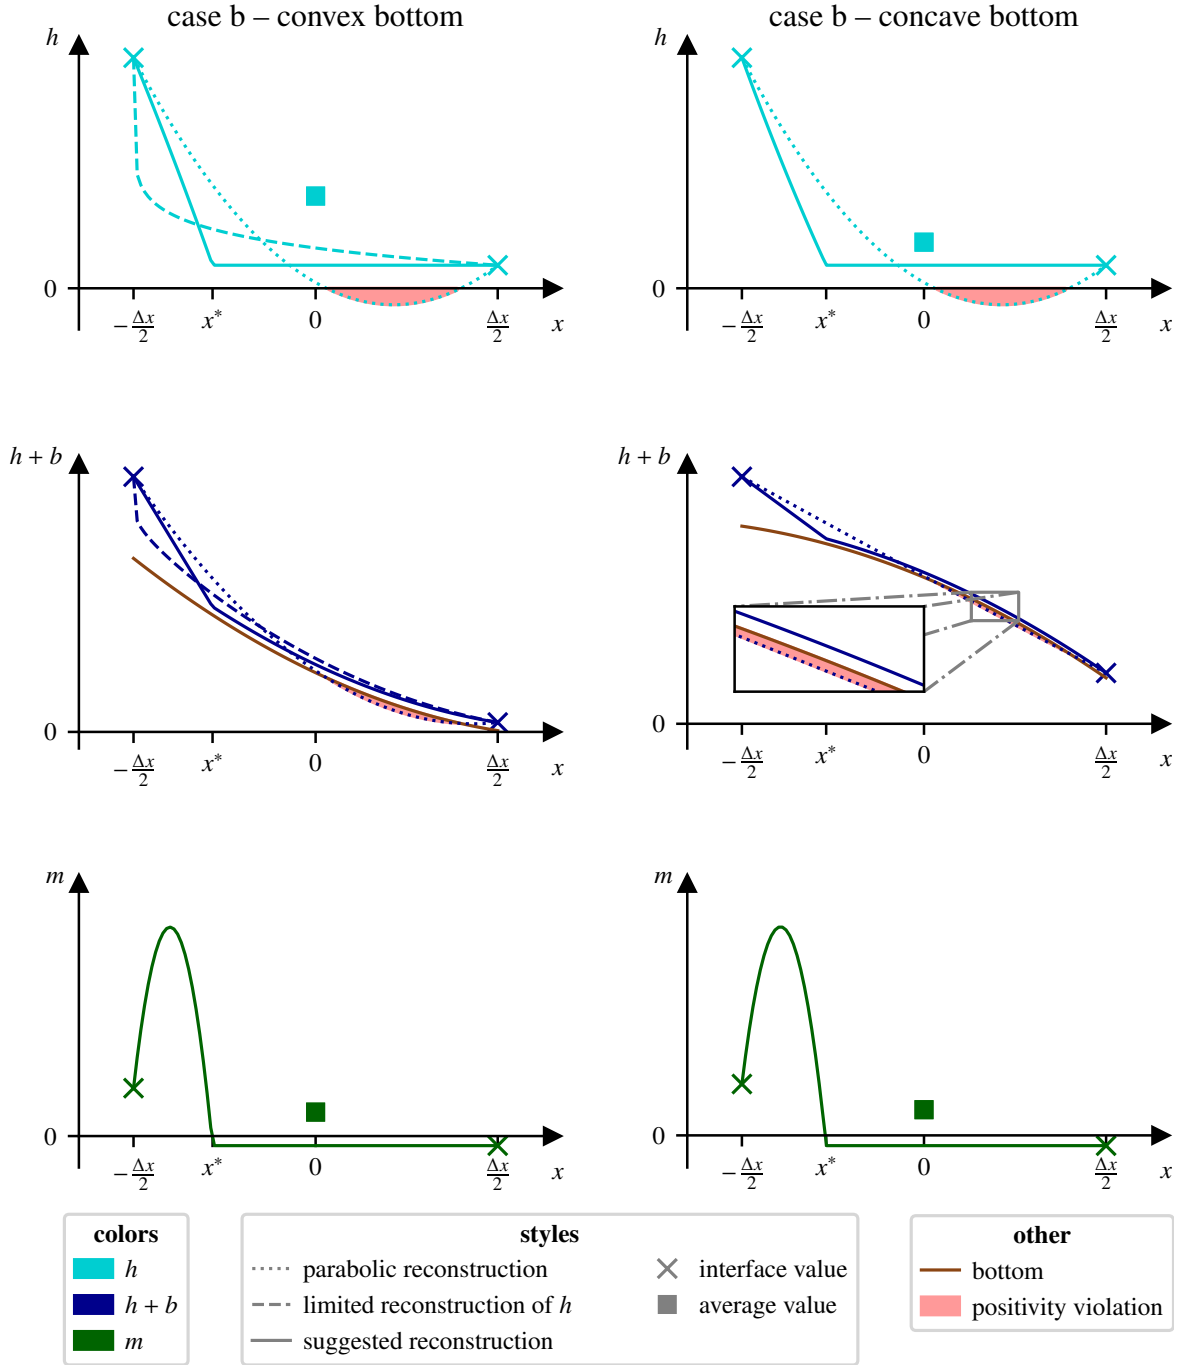 case b – convex bottom
case b – concave bottom
h
h
0
0
−Δx/2
x*
0
Δx/2
x
−Δx/2
x*
0
Δx/2
x
h + b
h + b
0
0
−Δx/2
x*
0
Δx/2
x
−Δx/2
x*
0
Δx/2
x
m
m
0
0
−Δx/2
x*
0
Δx/2
x
−Δx/2
x*
0
Δx/2
x
colors
h
h + b
m
styles
parabolic reconstruction
limited reconstruction of h
suggested reconstruction
interface value
average value
other
bottom
positivity violation